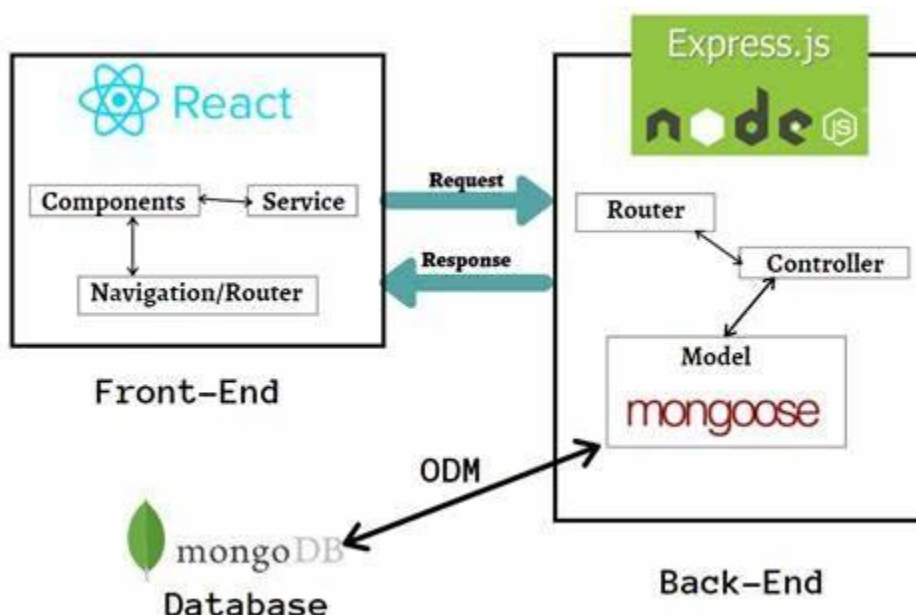 Express.js
node
JS
React
Components
Service
Navigation/Router
Front-End
Request
Response
Router
Controller
Model
mongoose
Back-End
ODM
mongoDB
Database